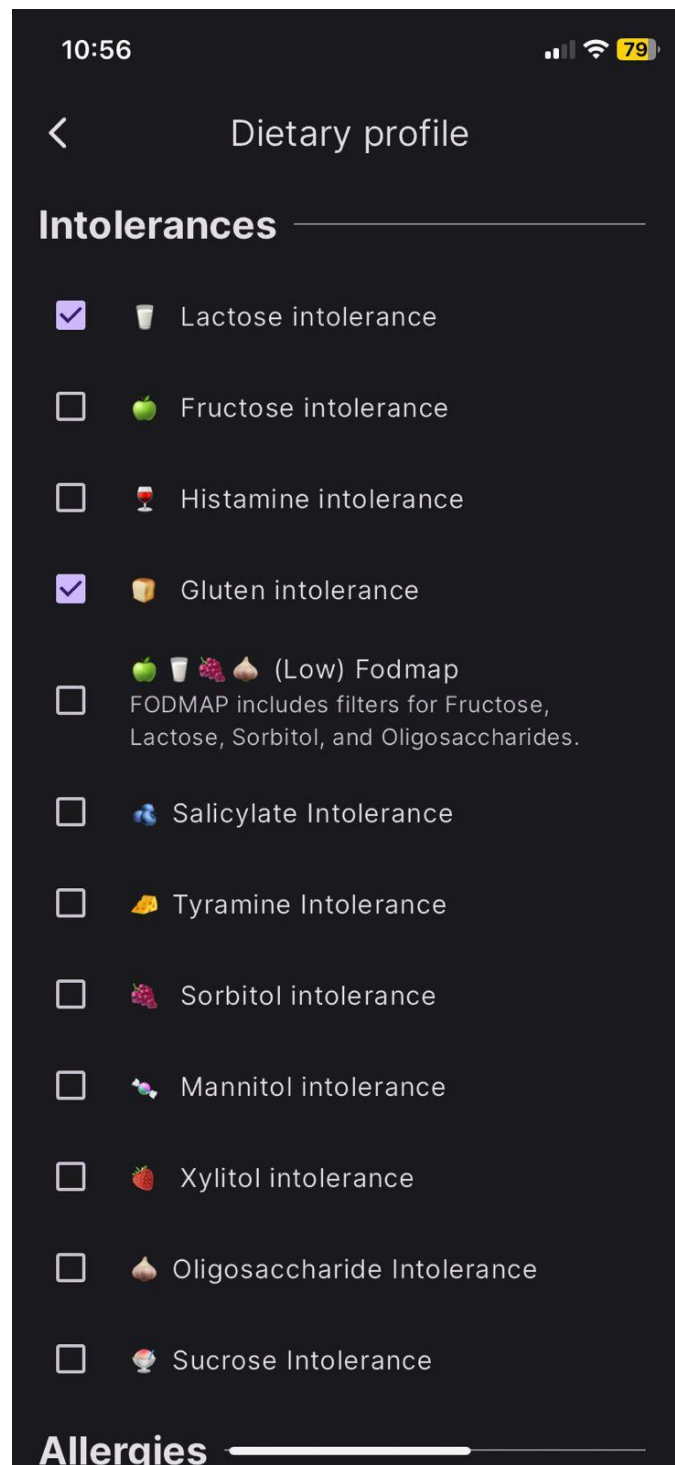 10:56
79
Dietary profile
Intolerances
Lactose intolerance
Fructose intolerance
Histamine intolerance
Gluten intolerance
(Low) Fodmap
FODMAP includes filters for Fructose,
Lactose, Sorbitol, and Oligosaccharides.
Salicylate Intolerance
Tyramine Intolerance
Sorbitol intolerance
Mannitol intolerance
Xylitol intolerance
Oligosaccharide Intolerance
Sucrose Intolerance
Allergies